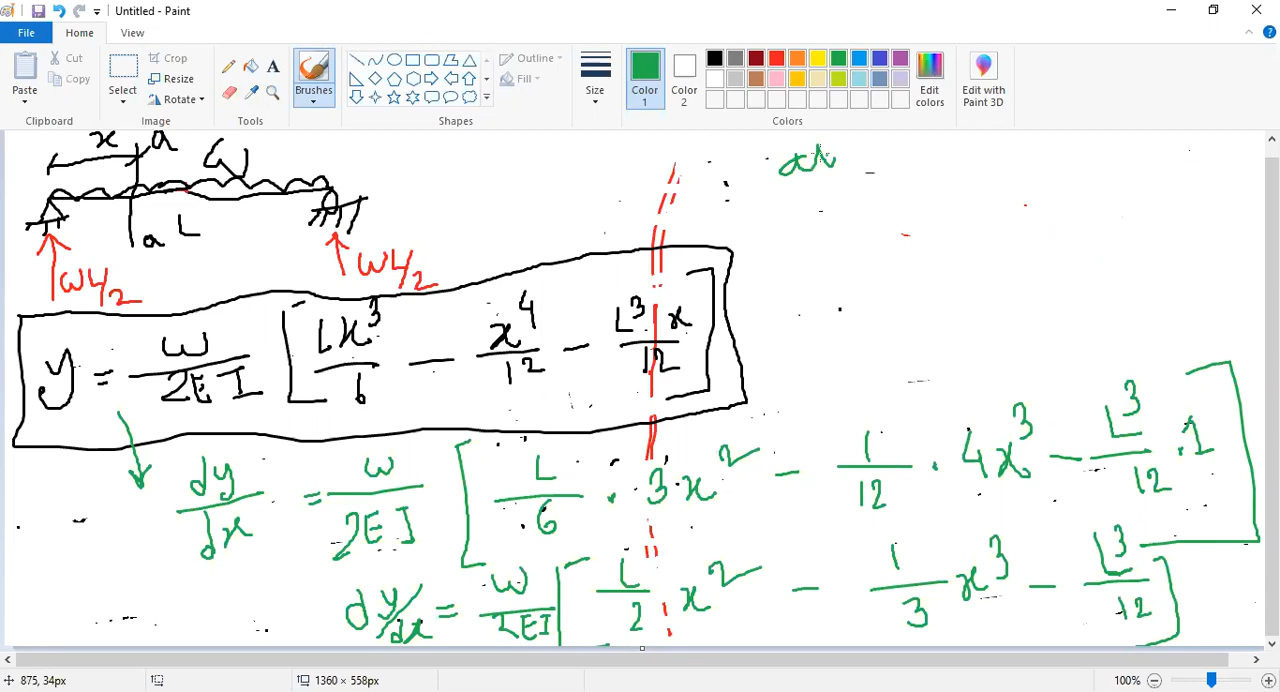 Untitled - Paint
File Home View
Paste Cut Copy Clipboard
Select Crop Resize Rotate Image
A Tools
Brushes
Outline Fill Shapes
Size
Color 1 Color 2 Edit colors Colors
Edit with Paint 3D
x a
w
a L
wL/2 wL/2
y = w/2EI [Lx³/6 - x⁴/12 - L³x/12]
dy/dx = w/2EI [L/6 · 3x² - 1/12 · 4x³ - L³/12 · 1]
dy/dx = w/2EI [L/2 x² - 1/3 x³ - L³/12]
875, 34px 1360 × 558px 100%